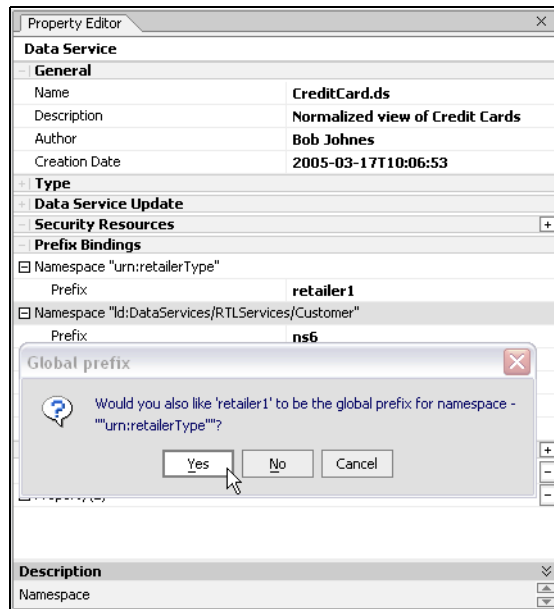 Property Editor
Data Service
General
Name CreditCard.ds
Description Normalized view of Credit Cards
Author Bob Johnes
Creation Date 2005-03-17T10:06:53
Type
Data Service Update
Security Resources
Prefix Bindings
Namespace "urn:retailerType"
Prefix retailer1
Namespace "ld:DataServices/RTLServices/Customer"
Prefix ns6
Global prefix
Would you also like 'retailer1' to be the global prefix for namespace -
""urn:retailerType""?
Yes No Cancel
Description
Namespace